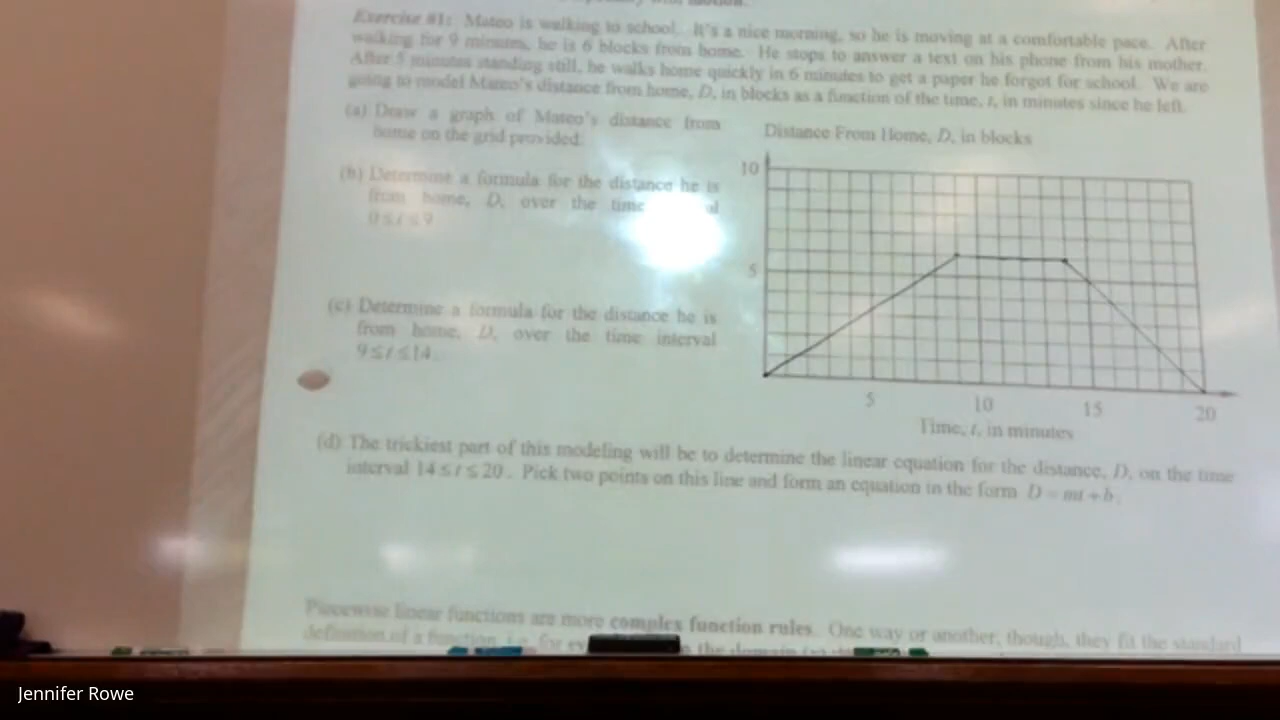 Exercise #1: Mateo is walking to school. It's a nice morning, so he is moving at a comfortable pace. After
walking for 9 minutes, he is 6 blocks from home. He stops to answer a text on his phone from his mother.
After 5 minutes standing still, he walks home quickly in 6 minutes to get a paper he forgot for school. We are
going to model Mateo's distance from home, D, in blocks as a function of the time, t, in minutes since he left.
(a) Draw a graph of Mateo's distance from
home on the grid provided.
Distance From Home, D, in blocks
10
5
5
10
15
20
Time, t, in minutes
(b) Determine a formula for the distance he is
from home, D, over the time
0≤t≤9
(c) Determine a formula for the distance he is
from home, D, over the time interval
9≤t≤14.
(d) The trickiest part of this modeling will be to determine the linear equation for the distance, D, on the time
interval 14≤t≤20. Pick two points on this line and form an equation in the form D=mt+b.
Piecewise linear functions are more complex function rules. One way or another, though, they fit the standard
definition of a function, i.e. for the domain
Jennifer Rowe